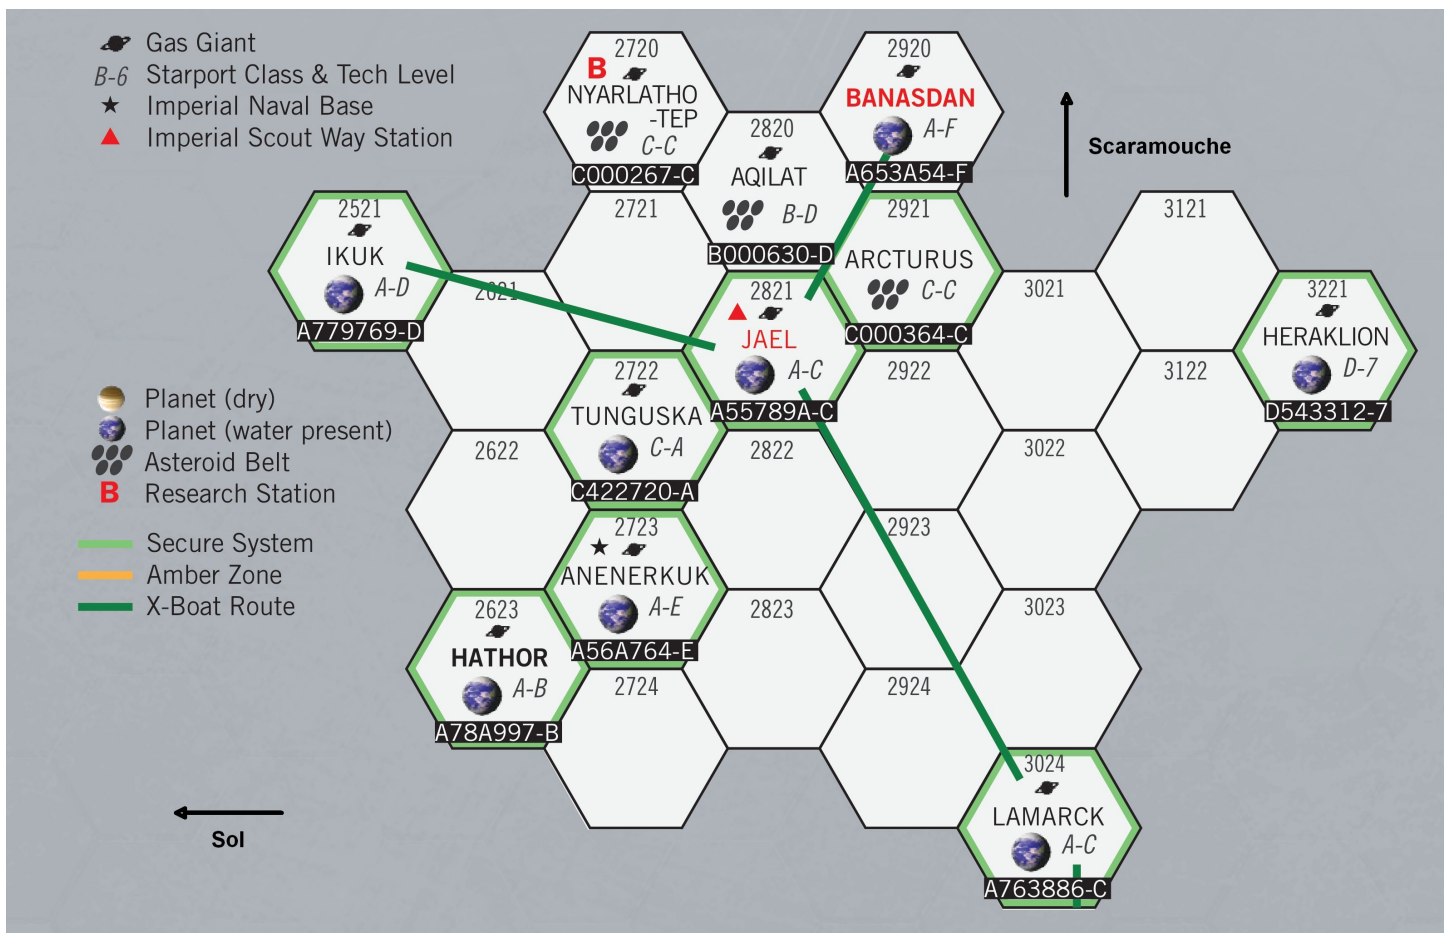 Gas Giant
B-6 Starport Class & Tech Level
Imperial Naval Base
Imperial Scout Way Station
2720
B
NYARLATHO
-TEP
C-C
C000267-C
2820
AQILAT
B-D
B000630-D
2920
BANASDAN
A-F
A653A54-F
Scaramouche
2521
IKUK
A-D
A779769-D
2621
2721
2821
JAEL
A-C
A55789A-C
2921
ARCTURUS
C-C
C000364-C
3021
3121
3221
HERAKLION
D-7
D543312-7
Planet (dry)
Planet (water present)
Asteroid Belt
B Research Station
Secure System
Amber Zone
X-Boat Route
2622
2722
TUNGUSKA
C-A
C422720-A
2822
2922
3022
3122
2623
HATHOR
A-B
A78A997-B
2723
ANENERKUK
A-E
A56A764-E
2823
2923
3023
2724
2924
3024
LAMARCK
A-C
A763886-C
Sol